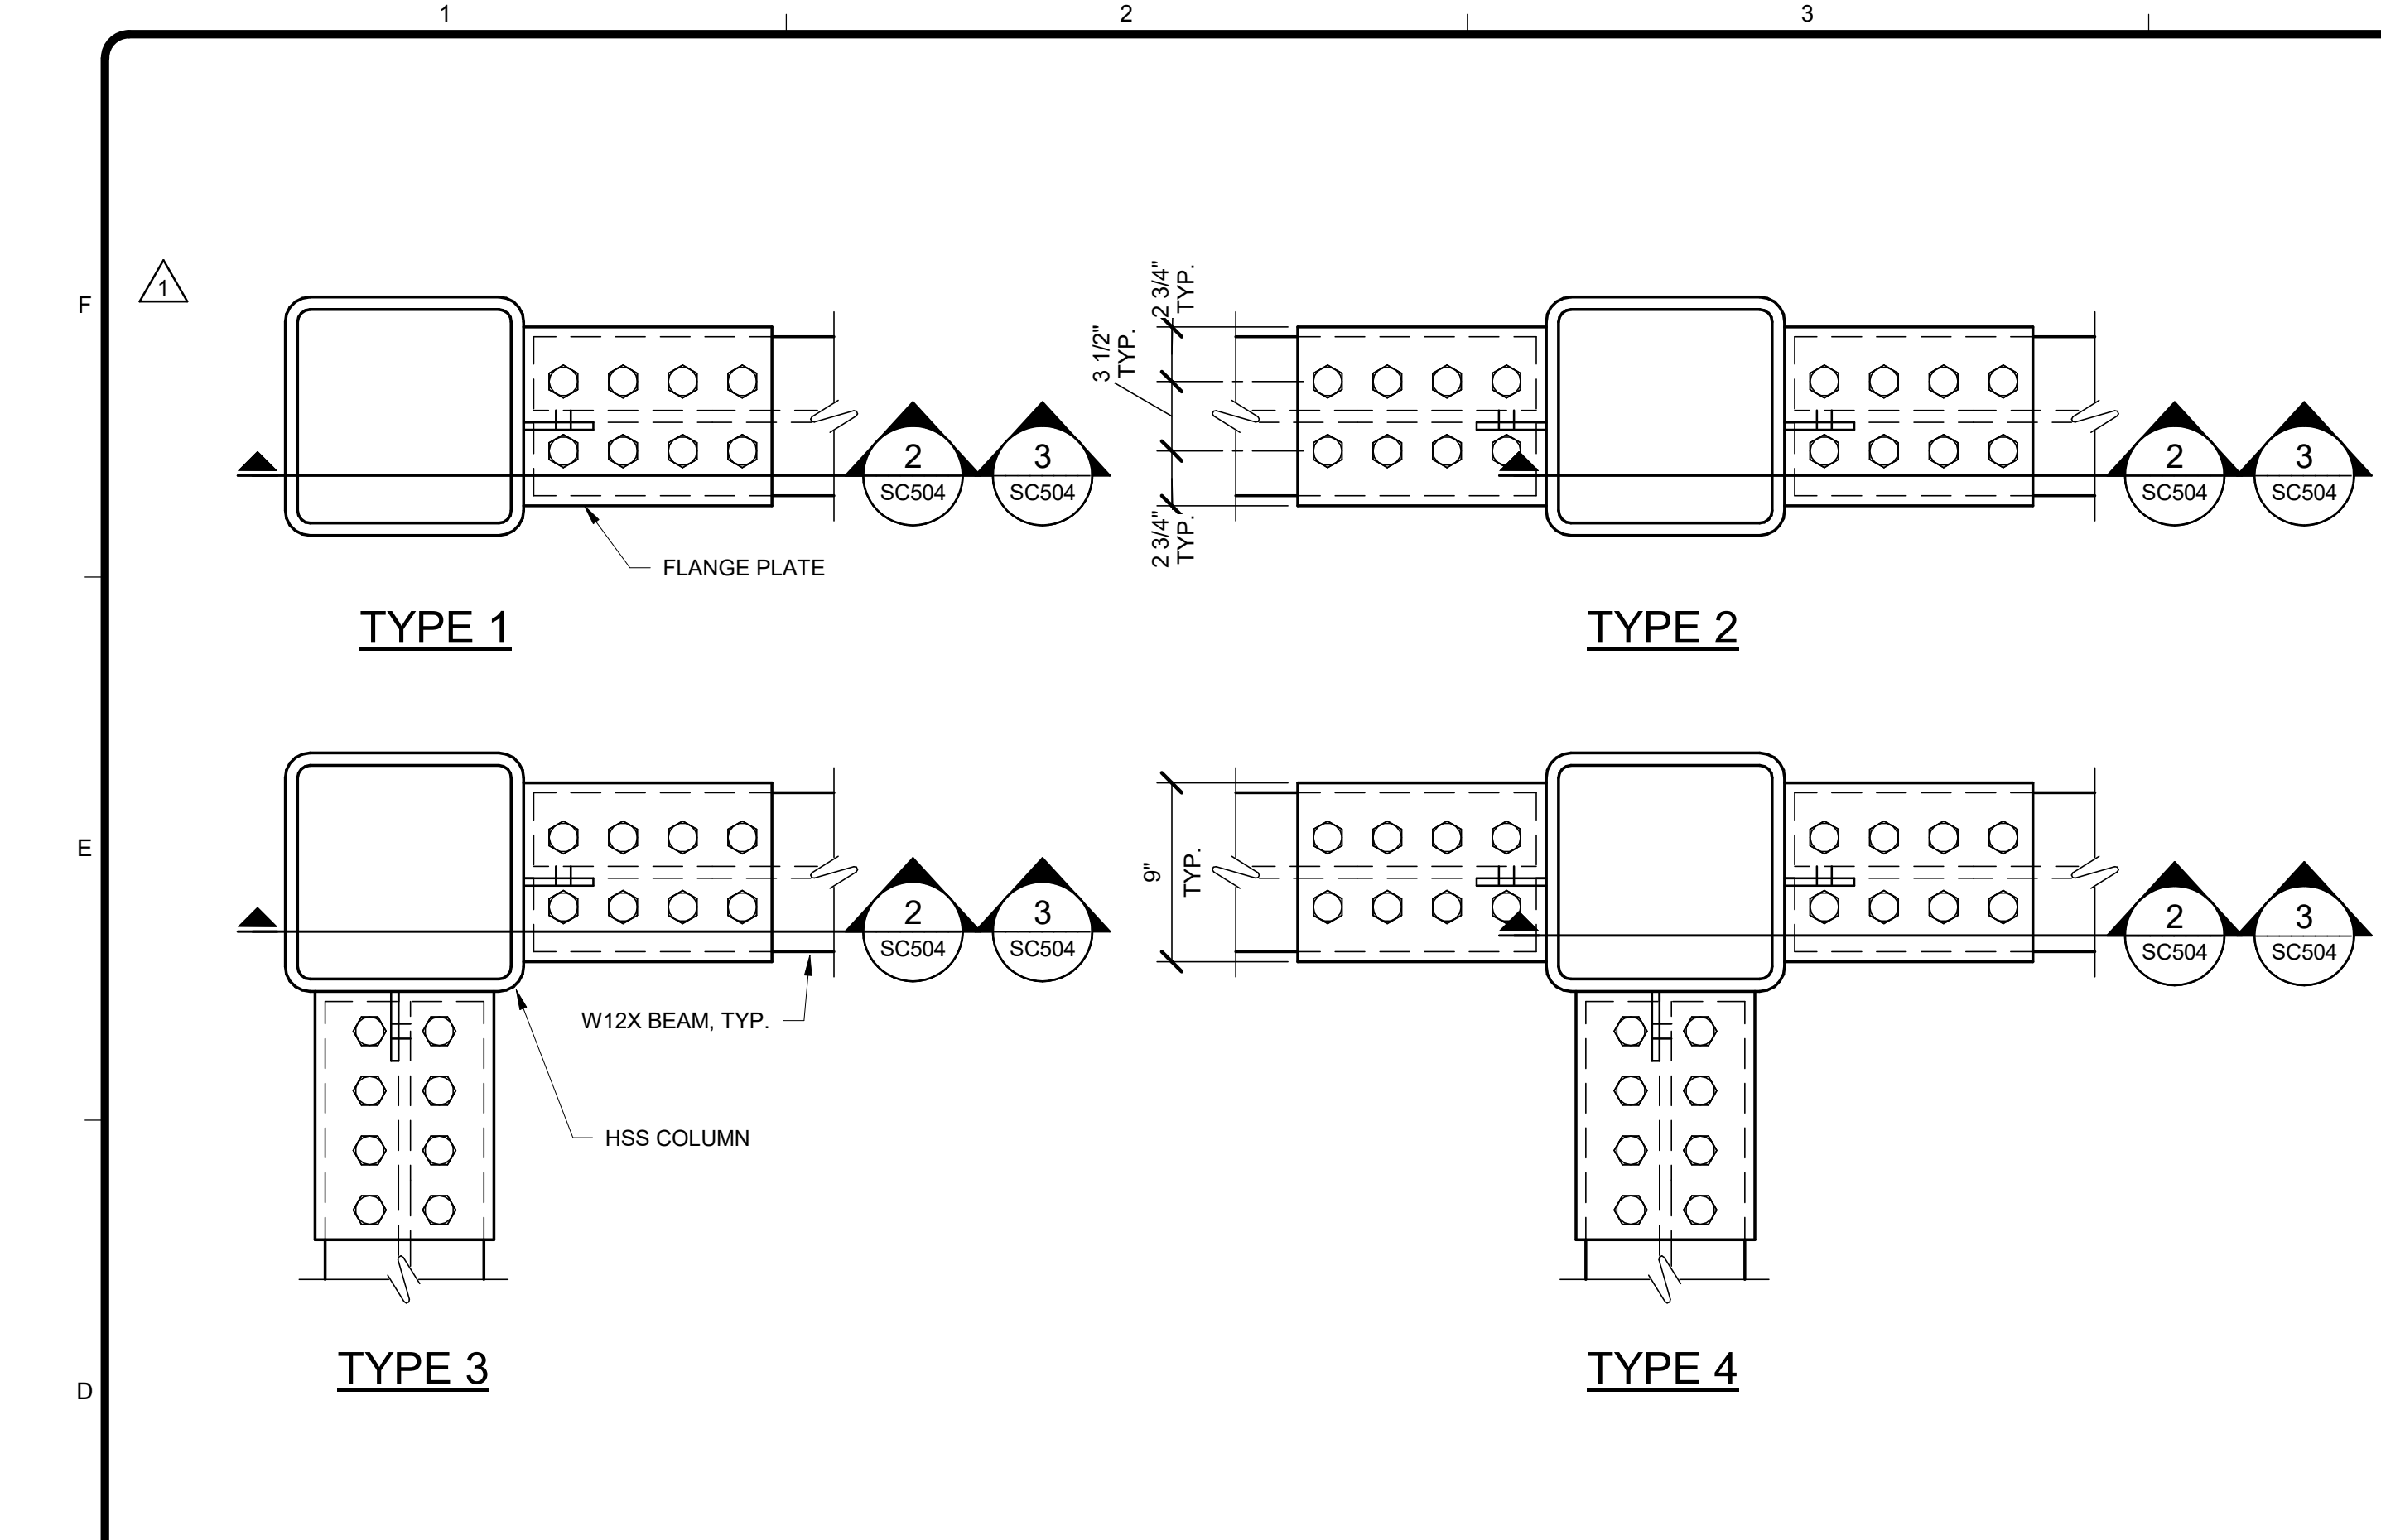 1
2
3
F
1
2 3/4"
TYP.
3 1/2"
TYP.
2
SC504
3
SC504
2
SC504
3
SC504
2 3/4"
TYP.
FLANGE PLATE
TYPE 1
TYPE 2
E
9"
TYP.
2
SC504
3
SC504
2
SC504
3
SC504
W12X BEAM, TYP.
HSS COLUMN
TYPE 3
TYPE 4
D